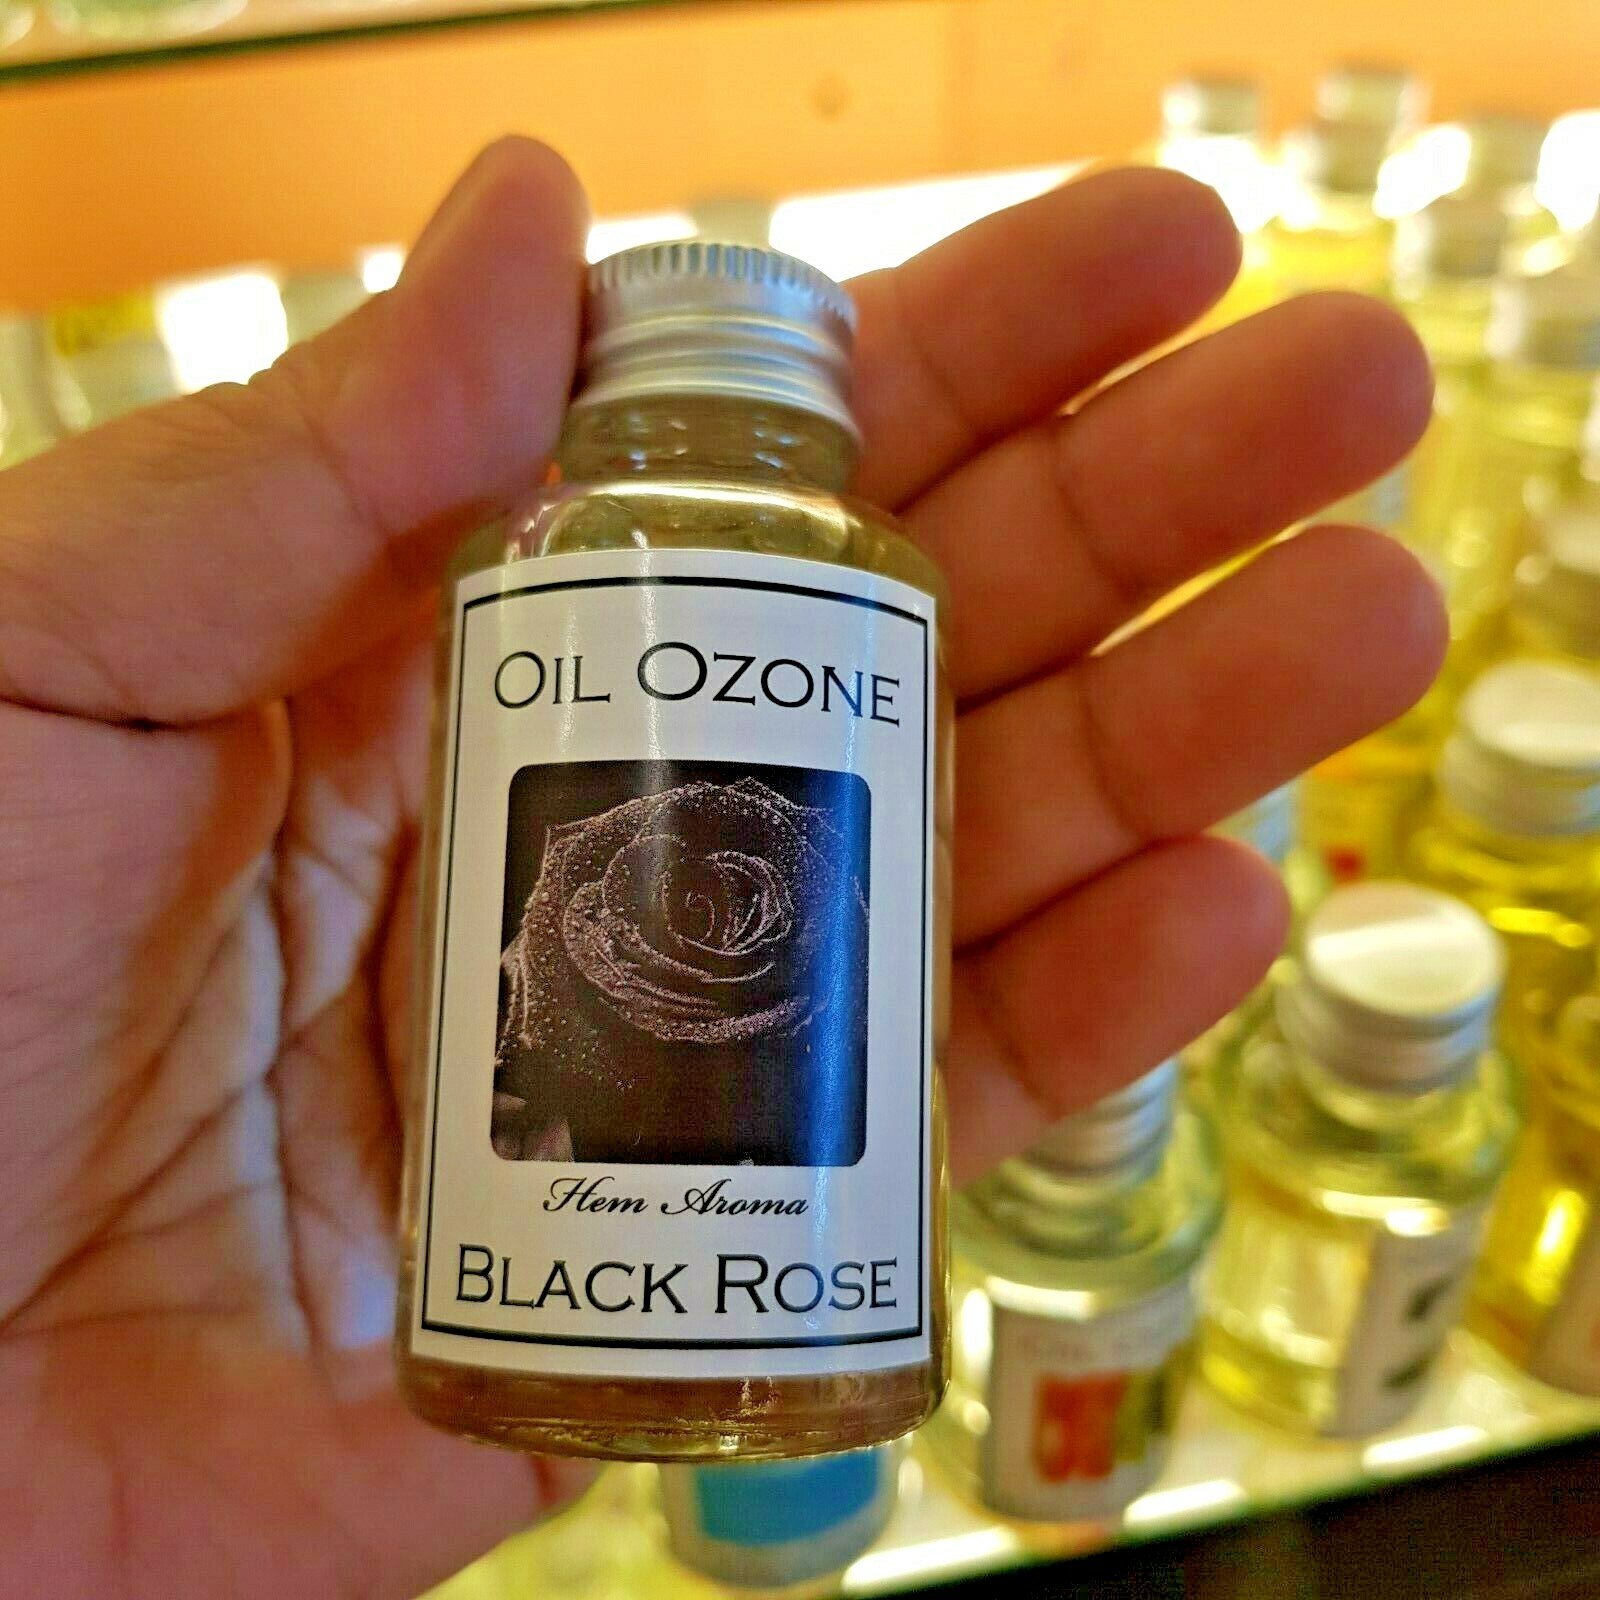 OIL OZONE
Hem Aroma
BLACK ROSE